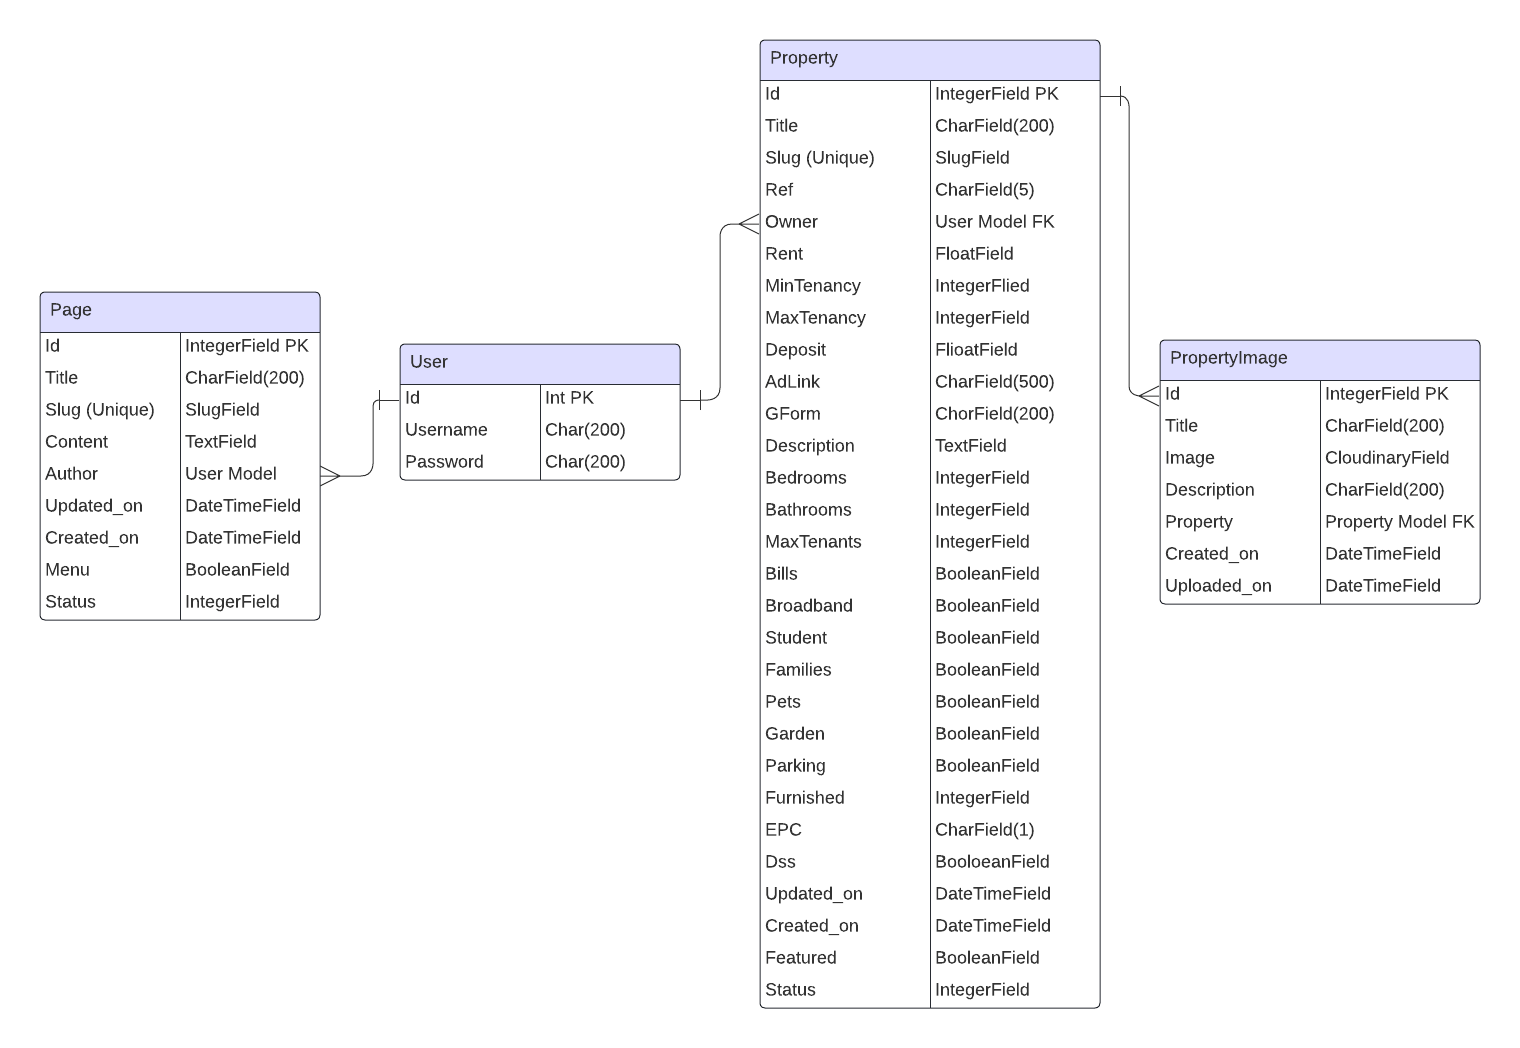 Property
Id IntegerField PK
Title CharField(200)
Slug (Unique) SlugField
Ref CharField(5)
Owner User Model FK
Rent FloatField
MinTenancy IntegerFlied
MaxTenancy IntegerField
Deposit FlioatField
AdLink CharField(500)
GForm ChorField(200)
Description TextField
Bedrooms IntegerField
Bathrooms IntegerField
MaxTenants IntegerField
Bills BooleanField
Broadband BooleanField
Student BooleanField
Families BooleanField
Pets BooleanField
Garden BooleanField
Parking BooleanField
Furnished IntegerField
EPC CharField(1)
Dss BooloeanField
Updated_on DateTimeField
Created_on DateTimeField
Featured BooleanField
Status IntegerField
Page
Id IntegerField PK
Title CharField(200)
Slug (Unique) SlugField
Content TextField
Author User Model
Updated_on DateTimeField
Created_on DateTimeField
Menu BooleanField
Status IntegerField
User
Id Int PK
Username Char(200)
Password Char(200)
PropertyImage
Id IntegerField PK
Title CharField(200)
Image CloudinaryField
Description CharField(200)
Property Property Model FK
Created_on DateTimeField
Uploaded_on DateTimeField